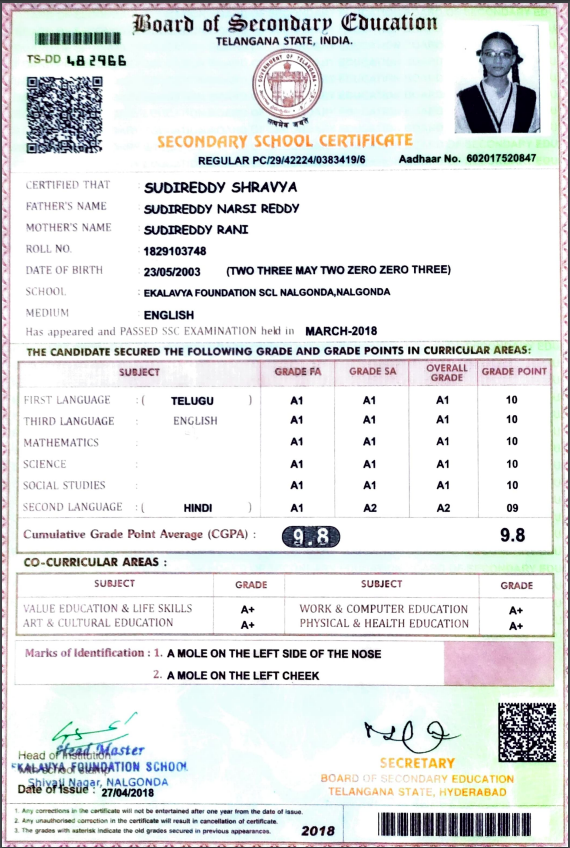 Board of Secondary Education
TELANGANA STATE, INDIA.
TS-DD 482966
GOVERNMENT OF TELANGANA
सत्यमेव जयते
SECONDARY SCHOOL CERTIFICATE
REGULAR PC/29/42224/0383419/6 Aadhaar No. 602017520847
CERTIFIED THAT : SUDIREDDY SHRAVYA
FATHER'S NAME : SUDIREDDY NARSI REDDY
MOTHER'S NAME : SUDIREDDY RANI
ROLL NO. : 1829103748
DATE OF BIRTH : 23/05/2003 (TWO THREE MAY TWO ZERO ZERO THREE)
SCHOOL : EKALAVYA FOUNDATION SCL NALGONDA,NALGONDA
MEDIUM : ENGLISH
Has appeared and PASSED SSC EXAMINATION held in MARCH-2018
THE CANDIDATE SECURED THE FOLLOWING GRADE AND GRADE POINTS IN CURRICULAR AREAS:
SUBJECT GRADE FA GRADE SA OVERALL GRADE GRADE POINT
FIRST LANGUAGE : ( TELUGU ) A1 A1 A1 10
THIRD LANGUAGE : ENGLISH A1 A1 A1 10
MATHEMATICS : A1 A1 A1 10
SCIENCE : A1 A1 A1 10
SOCIAL STUDIES : A1 A1 A1 10
SECOND LANGUAGE : ( HINDI ) A1 A2 A2 09
Cumulative Grade Point Average (CGPA) : 9.8 9.8
CO-CURRICULAR AREAS :
SUBJECT GRADE SUBJECT GRADE
VALUE EDUCATION & LIFE SKILLS A+ WORK & COMPUTER EDUCATION A+
ART & CULTURAL EDUCATION A+ PHYSICAL & HEALTH EDUCATION A+
Marks of Identification : 1. A MOLE ON THE LEFT SIDE OF THE NOSE
2. A MOLE ON THE LEFT CHEEK
Head of Institution
Head Master
with school stamp
EKALAVYA FOUNDATION SCHOOL
Shivaji Nagar, NALGONDA
Date of Issue : 27/04/2018
SECRETARY
BOARD OF SECONDARY EDUCATION
TELANGANA STATE, HYDERABAD
1. Any corrections in the certificate will not be entertained after one year from the date of issue.
2. Any unauthorised correction in the certificate will result in cancellation of certificate.
3. The grades with asterisk indicate the old grades secured in previous appearances.
2018